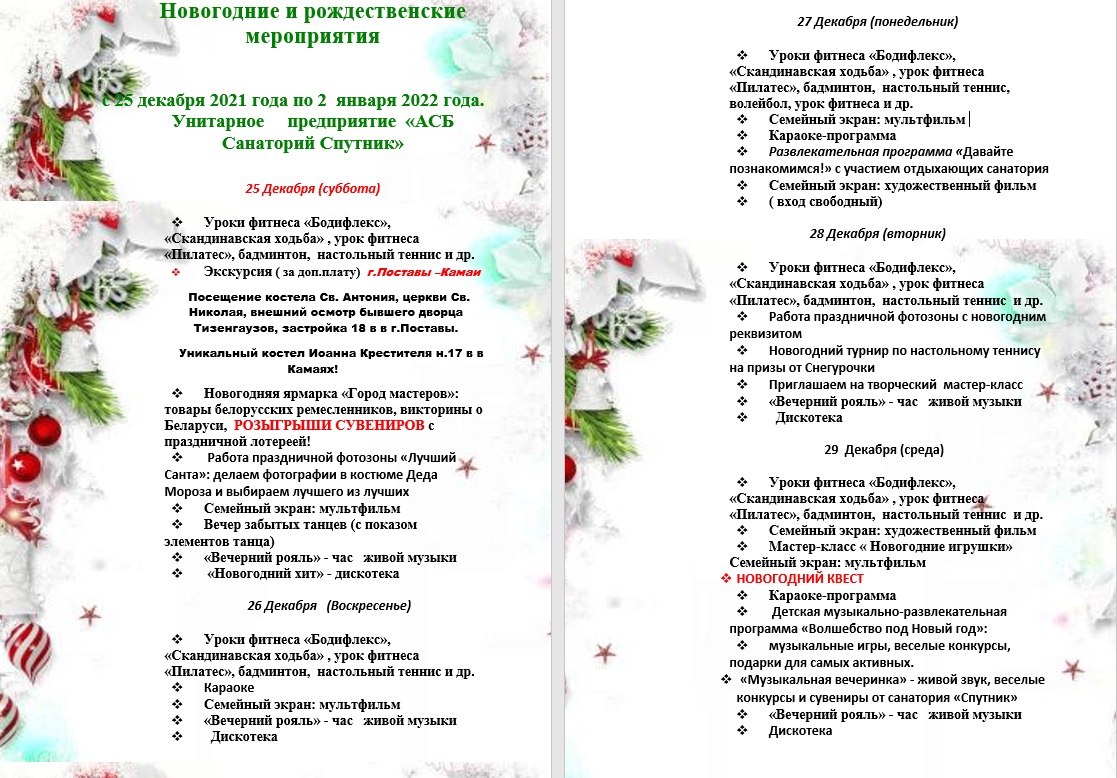 Новогодние и рождественские
мероприятия
с 25 декабря 2021 года по 2 января 2022 года.
Унитарное предприятие «АСБ
Санаторий Спутник»
25 Декабря (суббота)
❖ Уроки фитнеса «Бодифлекс»,
«Скандинавская ходьба» , урок фитнеса
«Пилатес», бадминтон, настольный теннис и др.
❖ Экскурсия ( за доп.плату) г.Поставы –Камаи
Посещение костела Св. Антония, церкви Св.
Николая, внешний осмотр бывшего дворца
Тизенгаузов, застройка 18 в в г.Поставы.
Уникальный костел Иоанна Крестителя н.17 в в
Камаях!
❖ Новогодняя ярмарка «Город мастеров»:
товары белорусских ремесленников, викторины о
Беларуси, РОЗЫГРЫШИ СУВЕНИРОВ с
праздничной лотереей!
❖ Работа праздничной фотозоны «Лучший
Санта»: делаем фотографии в костюме Деда
Мороза и выбираем лучшего из лучших
❖ Семейный экран: мультфильм
❖ Вечер забытых танцев (с показом
элементов танца)
❖ «Вечерний рояль» - час живой музыки
❖ «Новогодний хит» - дискотека
26 Декабря (Воскресенье)
❖ Уроки фитнеса «Бодифлекс»,
«Скандинавская ходьба» , урок фитнеса
«Пилатес», бадминтон, настольный теннис и др.
❖ Караоке
❖ Семейный экран: мультфильм
❖ «Вечерний рояль» - час живой музыки
❖ Дискотека
27 Декабря (понедельник)
❖ Уроки фитнеса «Бодифлекс»,
«Скандинавская ходьба» , урок фитнеса
«Пилатес», бадминтон, настольный теннис,
волейбол, урок фитнеса и др.
❖ Семейный экран: мультфильм
❖ Караоке-программа
❖ Развлекательная программа «Давайте
познакомимся!» с участием отдыхающих санатория
❖ Семейный экран: художественный фильм
❖ ( вход свободный)
28 Декабря (вторник)
❖ Уроки фитнеса «Бодифлекс»,
«Скандинавская ходьба» , урок фитнеса
«Пилатес», бадминтон, настольный теннис и др.
❖ Работа праздничной фотозоны с новогодним
реквизитом
❖ Новогодний турнир по настольному теннису
на призы от Снегурочки
❖ Приглашаем на творческий мастер-класс
❖ «Вечерний рояль» - час живой музыки
❖ Дискотека
29 Декабря (среда)
❖ Уроки фитнеса «Бодифлекс»,
«Скандинавская ходьба» , урок фитнеса
«Пилатес», бадминтон, настольный теннис и др.
❖ Семейный экран: художественный фильм
❖ Мастер-класс « Новогодние игрушки»
Семейный экран: мультфильм
❖ НОВОГОДНИЙ КВЕСТ
❖ Караоке-программа
❖ Детская музыкально-развлекательная
программа «Волшебство под Новый год»:
❖ музыкальные игры, веселые конкурсы,
подарки для самых активных.
❖ «Музыкальная вечеринка» - живой звук, веселые
конкурсы и сувениры от санатория «Спутник»
❖ «Вечерний рояль» - час живой музыки
❖ Дискотека